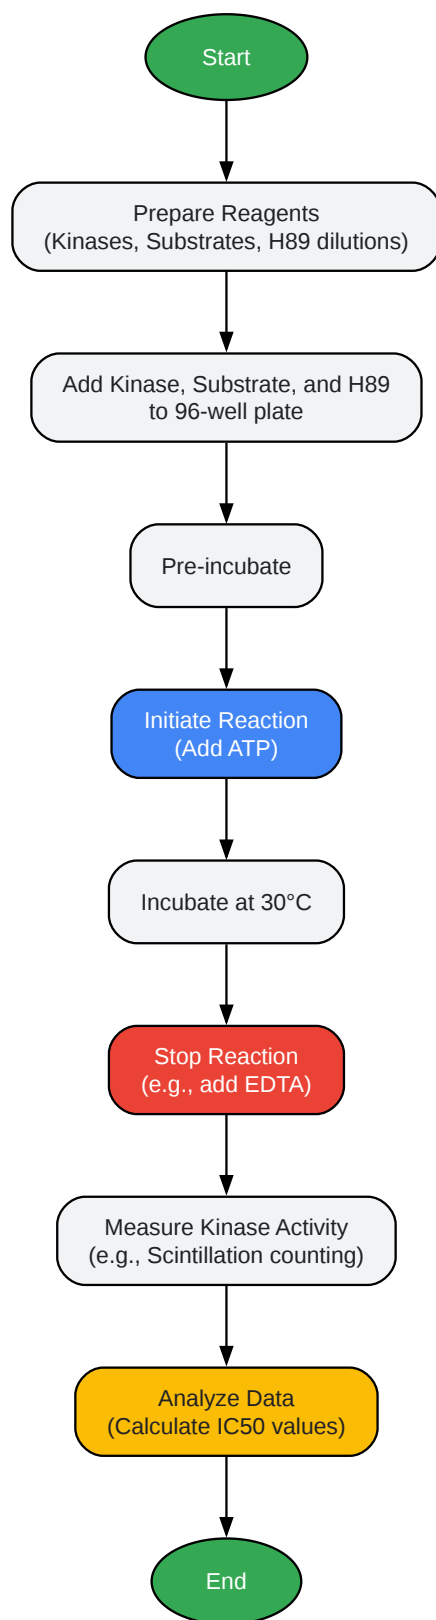 Start
Prepare Reagents
(Kinases, Substrates, H89 dilutions)
Add Kinase, Substrate, and H89
to 96-well plate
Pre-incubate
Initiate Reaction
(Add ATP)
Incubate at 30°C
Stop Reaction
(e.g., add EDTA)
Measure Kinase Activity
(e.g., Scintillation counting)
Analyze Data
(Calculate IC50 values)
End